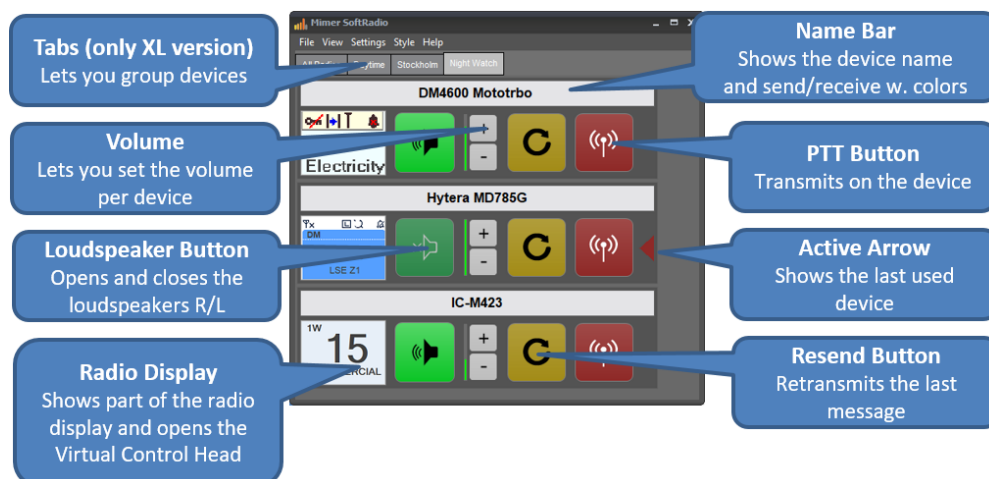 Mimer SoftRadio
File View Settings Style Help
Stockholm Night Watch
Tabs (only XL version)
Lets you group devices
Name Bar
Shows the device name
and send/receive w. colors
DM4600 Mototrbo
Electricity
+
-
Volume
Lets you set the volume
per device
PTT Button
Transmits on the device
Hytera MD785G
DM
LSE Z1
+
-
Loudspeaker Button
Opens and closes the
loudspeakers R/L
Active Arrow
Shows the last used
device
IC-M423
1W
15
+
-
Radio Display
Shows part of the radio
display and opens the
Virtual Control Head
Resend Button
Retransmits the last
message